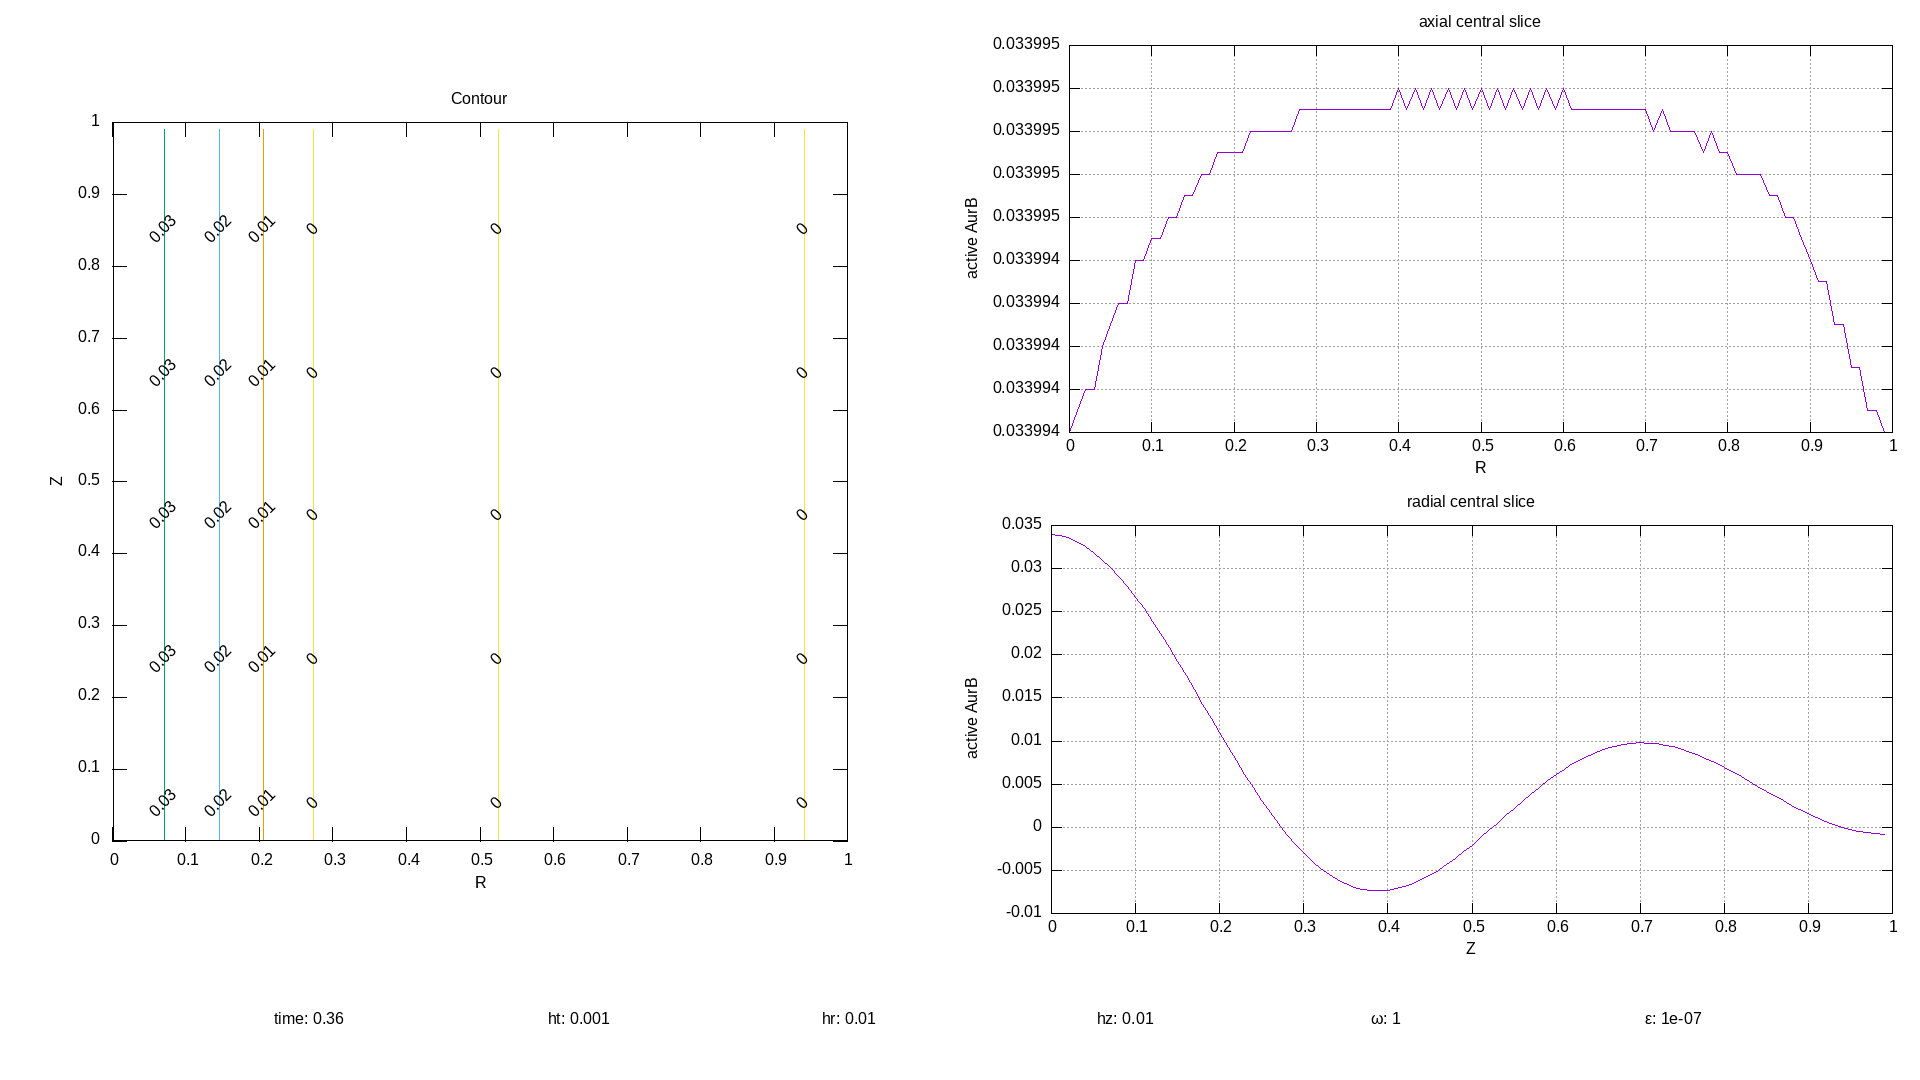 Contour
1
0.9
0.8
0.7
0.6
0.5
0.4
0.3
0.2
0.1
0
Z
0.03 0.02 0.01 0 0 0
0.03 0.02 0.01 0 0 0
0.03 0.02 0.01 0 0 0
0.03 0.02 0.01 0 0 0
0.03 0.02 0.01 0 0 0
0 0.1 0.2 0.3 0.4 0.5 0.6 0.7 0.8 0.9 1
R
axial central slice
0.033995
0.033995
0.033995
0.033995
0.033995
0.033994
0.033994
0.033994
0.033994
0.033994
active AurB
0 0.1 0.2 0.3 0.4 0.5 0.6 0.7 0.8 0.9 1
R
radial central slice
0.035
0.03
0.025
0.02
0.015
0.01
0.005
0
-0.005
-0.01
active AurB
0 0.1 0.2 0.3 0.4 0.5 0.6 0.7 0.8 0.9 1
Z
time: 0.36 ht: 0.001 hr: 0.01 hz: 0.01 ω: 1 ε: 1e-07